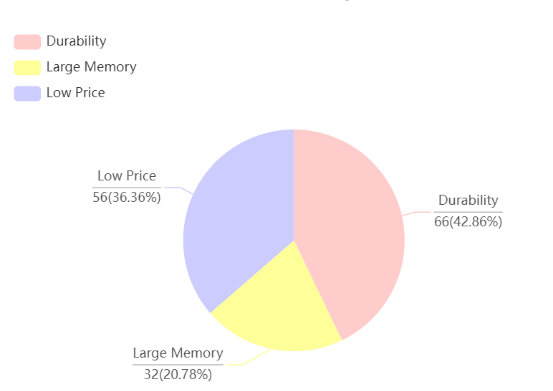 Durability
Large Memory
Low Price
Low Price
56(36.36%)
Durability
66(42.86%)
Large Memory
32(20.78%)